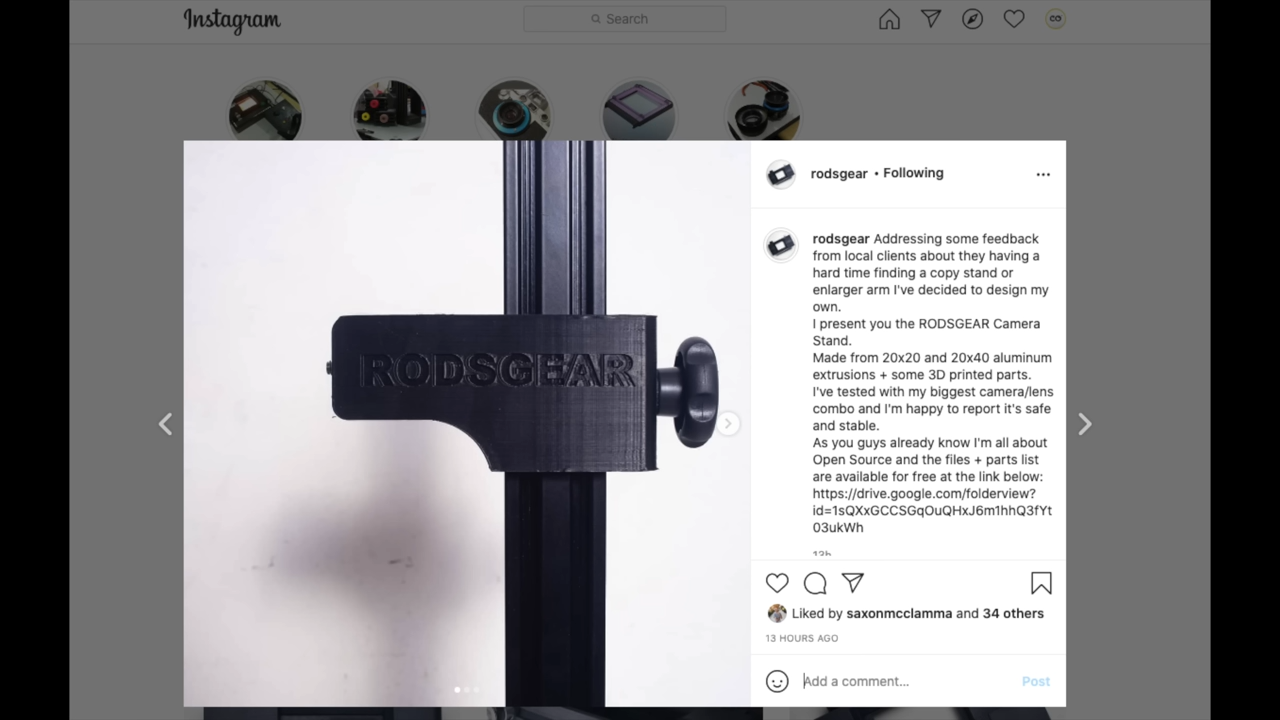 Instagram
Search
CO
rodsgear • Following
RODSGEAR
rodsgear Addressing some feedback
from local clients about they having a
hard time finding a copy stand or
enlarger arm I've decided to design my
own.
I present you the RODSGEAR Camera
Stand.
Made from 20x20 and 20x40 aluminum
extrusions + some 3D printed parts.
I've tested with my biggest camera/lens
combo and I'm happy to report it's safe
and stable.
As you guys already know I'm all about
Open Source and the files + parts list
are available for free at the link below:
https://drive.google.com/folderview?
id=1sQXxGCCSGqOuQHxJ6m1hhQ3fYt
03ukWh
13h
Liked by saxonmcclamma and 34 others
13 HOURS AGO
Add a comment...
Post